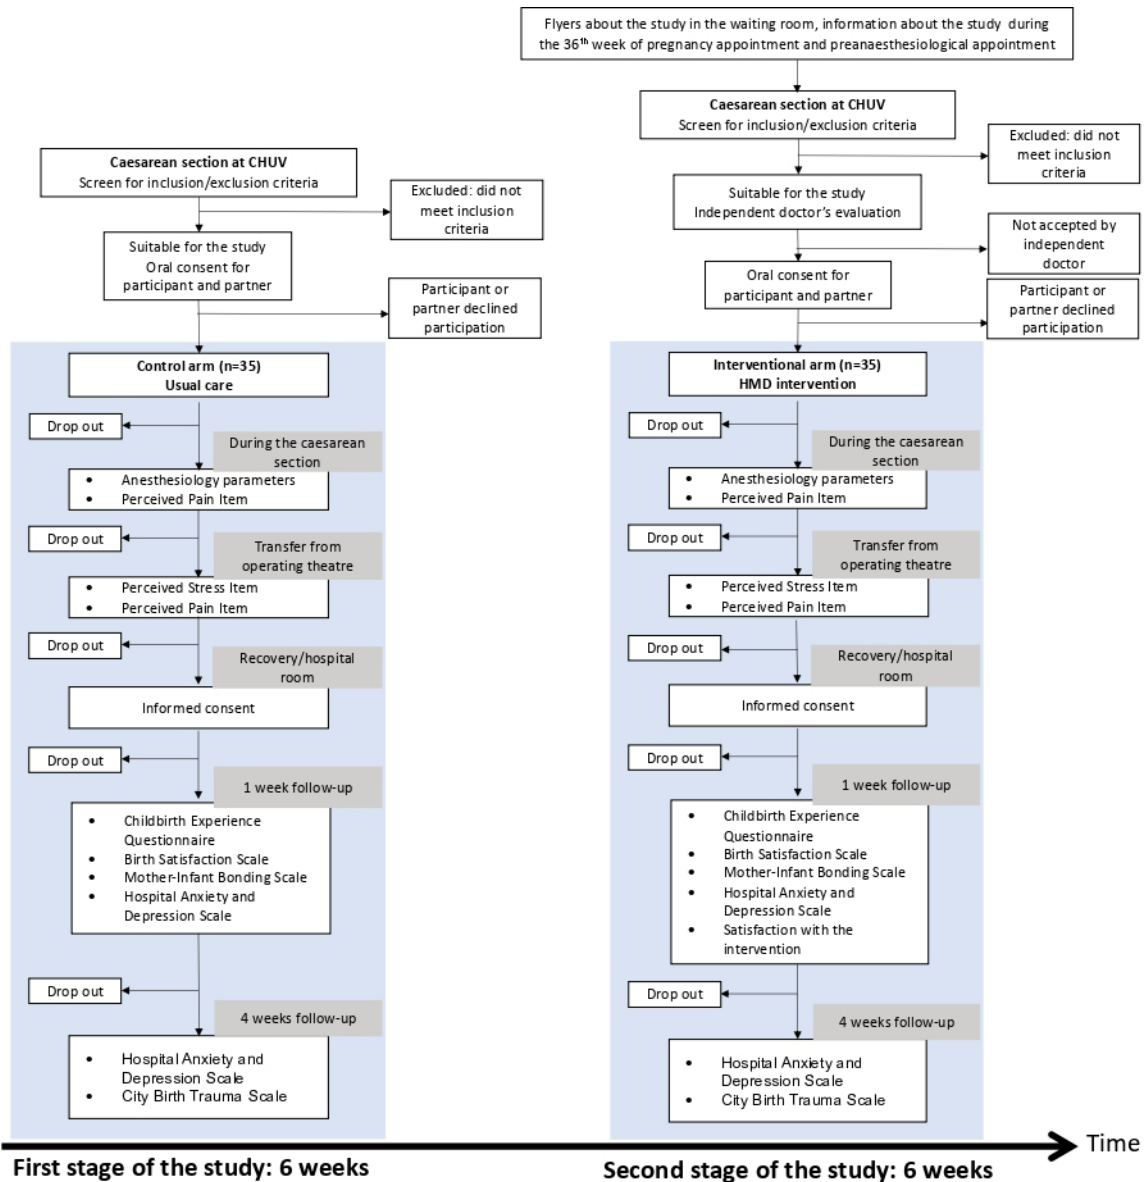 Flyers about the study in the waiting room, information about the study during
the 36th week of pregnancy appointment and preanaesthesiological appointment
Caesarean section at CHUV
Screen for inclusion/exclusion criteria
Excluded: did not
meet inclusion
criteria
Suitable for the study
Oral consent for
participant and partner
Participant or
partner declined
participation
Control arm (n=35)
Usual care
Drop out
During the caesarean
section
• Anesthesiology parameters
• Perceived Pain Item
Drop out
Transfer from
operating theatre
• Perceived Stress Item
• Perceived Pain Item
Drop out
Recovery/hospital
room
Informed consent
Drop out
1 week follow-up
• Childbirth Experience
Questionnaire
• Birth Satisfaction Scale
• Mother-Infant Bonding Scale
• Hospital Anxiety and
Depression Scale
Drop out
4 weeks follow-up
• Hospital Anxiety and
Depression Scale
• City Birth Trauma Scale
Caesarean section at CHUV
Screen for inclusion/exclusion criteria
Excluded: did not
meet inclusion
criteria
Suitable for the study
Independent doctor's evaluation
Not accepted by
independent
doctor
Oral consent for
participant and partner
Participant or
partner declined
participation
Interventional arm (n=35)
HMD intervention
Drop out
During the caesarean
section
• Anesthesiology parameters
• Perceived Pain Item
Drop out
Transfer from
operating theatre
• Perceived Stress Item
• Perceived Pain Item
Drop out
Recovery/hospital
room
Informed consent
Drop out
1 week follow-up
• Childbirth Experience
Questionnaire
• Birth Satisfaction Scale
• Mother-Infant Bonding Scale
• Hospital Anxiety and
Depression Scale
• Satisfaction with the
intervention
Drop out
4 weeks follow-up
• Hospital Anxiety and
Depression Scale
• City Birth Trauma Scale
Time
First stage of the study: 6 weeks
Second stage of the study: 6 weeks